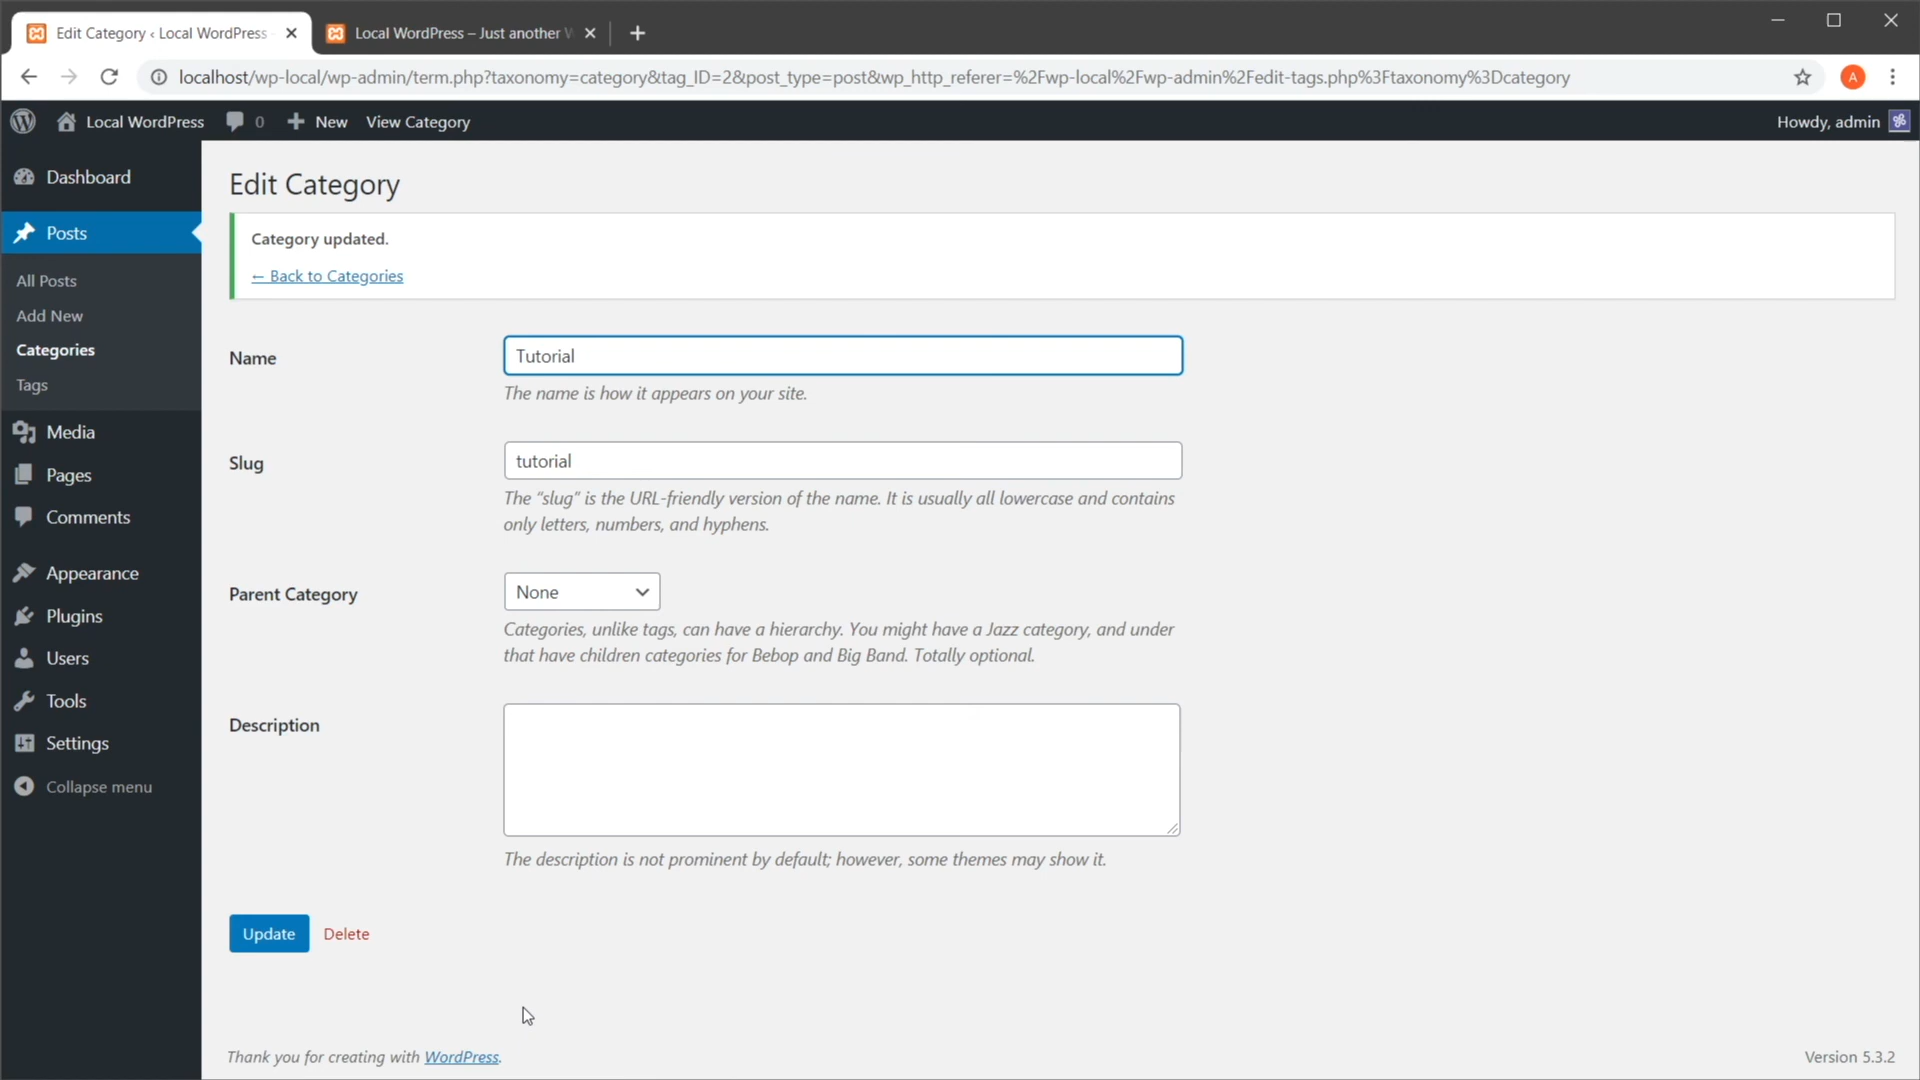 Edit Category ‹ Local WordPress
Local WordPress – Just another
localhost/wp-local/wp-admin/term.php?taxonomy=category&tag_ID=2&post_type=post&wp_http_referer=%2Fwp-local%2Fwp-admin%2Fedit-tags.php%3Ftaxonomy%3Dcategory
A
Local WordPress
0
New
View Category
Howdy, admin
Dashboard
Posts
All Posts
Add New
Categories
Tags
Media
Pages
Comments
Appearance
Plugins
Users
Tools
Settings
Collapse menu
Edit Category
Category updated.
← Back to Categories
Name
Tutorial
The name is how it appears on your site.
Slug
tutorial
The “slug” is the URL-friendly version of the name. It is usually all lowercase and contains
only letters, numbers, and hyphens.
Parent Category
None
Categories, unlike tags, can have a hierarchy. You might have a Jazz category, and under
that have children categories for Bebop and Big Band. Totally optional.
Description
The description is not prominent by default; however, some themes may show it.
Update
Delete
Thank you for creating with WordPress.
Version 5.3.2